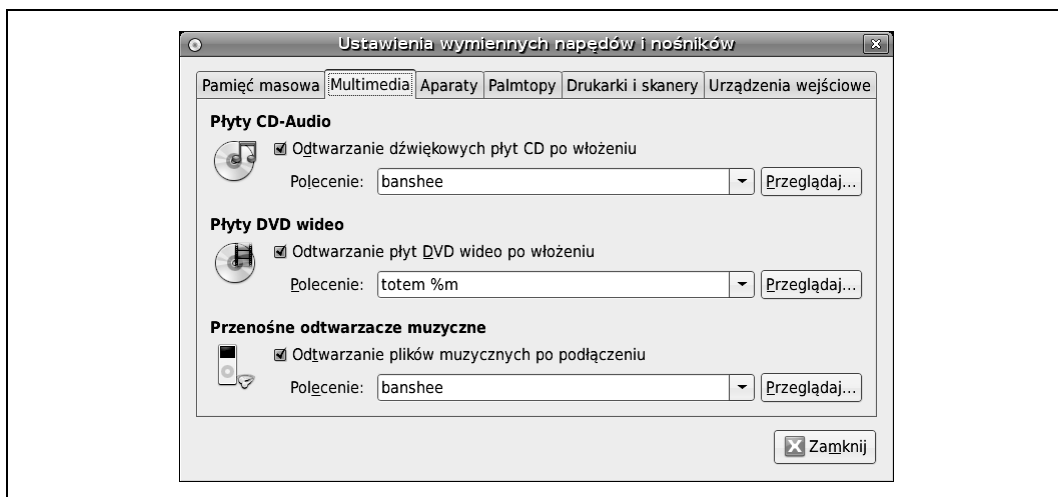 Ustawienia wymiennych napędów i nośników
Pamięć masowa Multimedia Aparaty Palmtopy Drukarki i skanery Urządzenia wejściowe
Płyty CD-Audio
Odtwarzanie dźwiękowych płyt CD po włożeniu
Polecenie: banshee Przeglądaj...
Płyty DVD wideo
Odtwarzanie płyt DVD wideo po włożeniu
Polecenie: totem %m Przeglądaj...
Przenośne odtwarzacze muzyczne
Odtwarzanie plików muzycznych po podłączeniu
Polecenie: banshee Przeglądaj...
Zamknij